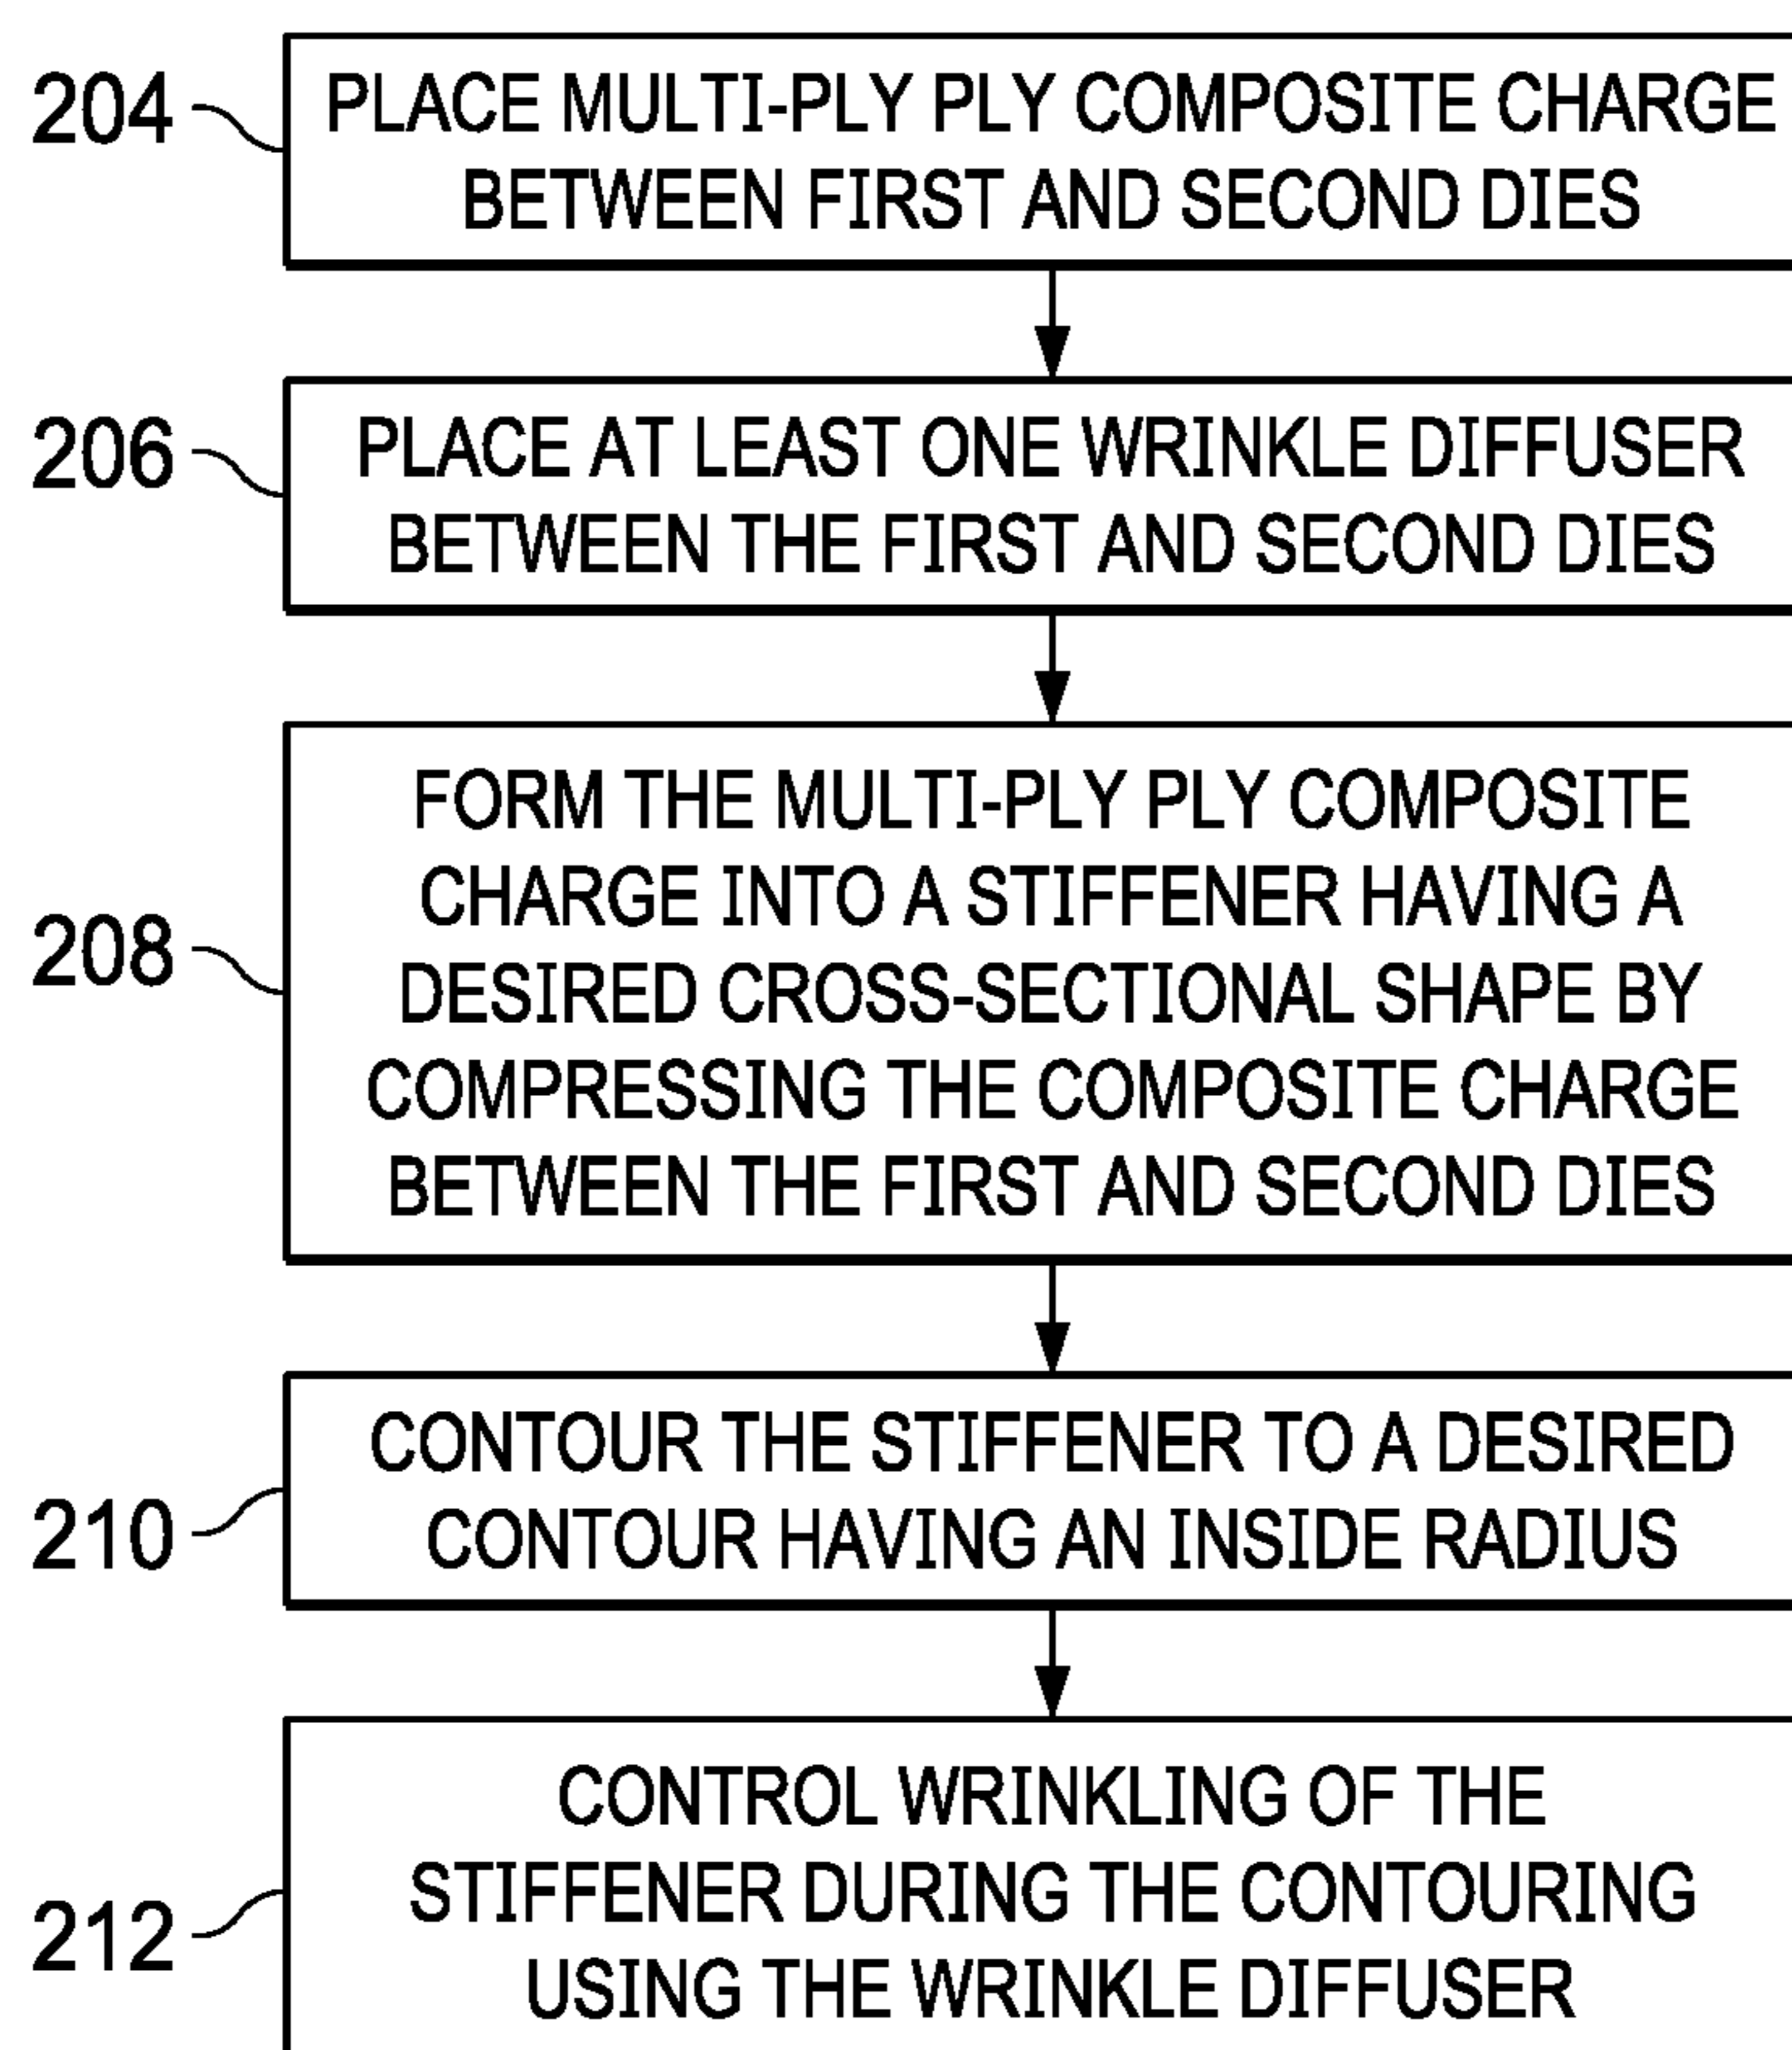 204
PLACE MULTI-PLY PLY COMPOSITE CHARGE
BETWEEN FIRST AND SECOND DIES
206
PLACE AT LEAST ONE WRINKLE DIFFUSER
BETWEEN THE FIRST AND SECOND DIES
208
FORM THE MULTI-PLY PLY COMPOSITE
CHARGE INTO A STIFFENER HAVING A
DESIRED CROSS-SECTIONAL SHAPE BY
COMPRESSING THE COMPOSITE CHARGE
BETWEEN THE FIRST AND SECOND DIES
210
CONTOUR THE STIFFENER TO A DESIRED
CONTOUR HAVING AN INSIDE RADIUS
212
CONTROL WRINKLING OF THE
STIFFENER DURING THE CONTOURING
USING THE WRINKLE DIFFUSER